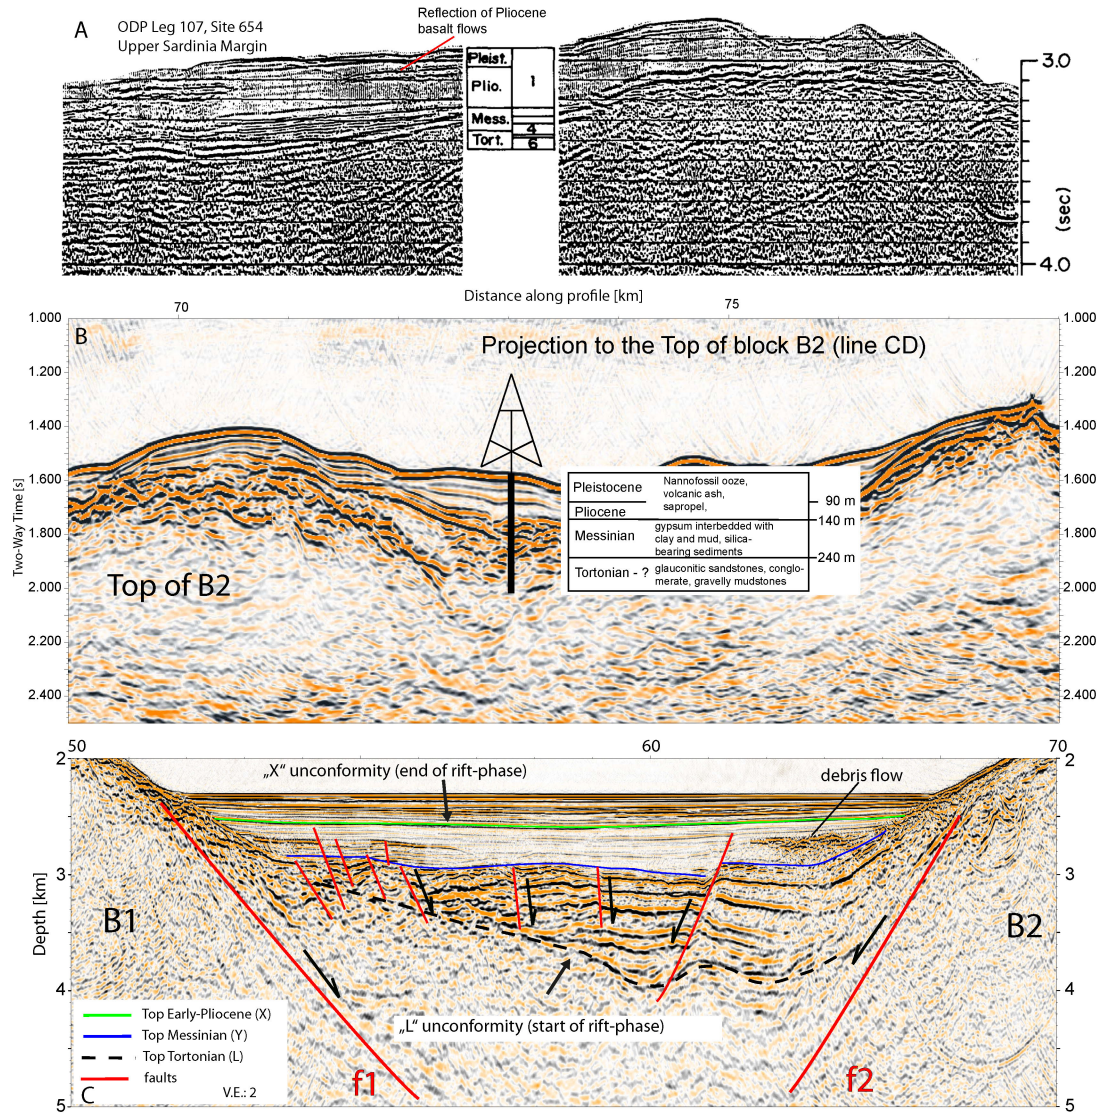 A
ODP Leg 107, Site 654
Upper Sardinia Margin
Reflection of Pliocene
basalt flows
Pleist.
Plio.
1
Mess.
4
Tort.
6
3.0
(sec)
4.0
Distance along profile [km]
70
75
B
Projection to the Top of block B2 (line CD)
1.000
1.200
1.400
1.600
1.800
2.000
2.200
2.400
Two-Way Time [s]
1.000
1.200
1.400
1.600
1.800
2.000
2.200
2.400
Pleistocene
Nannofossil ooze,
volcanic ash,
sapropel,
90 m
Pliocene
140 m
Messinian
gypsum interbedded with
clay and mud, silica-
bearing sediments
240 m
Tortonian - ?
glauconitic sandstones, conglo-
merate, gravelly mudstones
Top of B2
50
60
70
2
3
4
5
Depth [km]
2
3
4
5
„X“ unconformity (end of rift-phase)
debris flow
B1
B2
„L“ unconformity (start of rift-phase)
Top Early-Pliocene (X)
Top Messinian (Y)
Top Tortonian (L)
faults
V.E.: 2
C
f1
f2